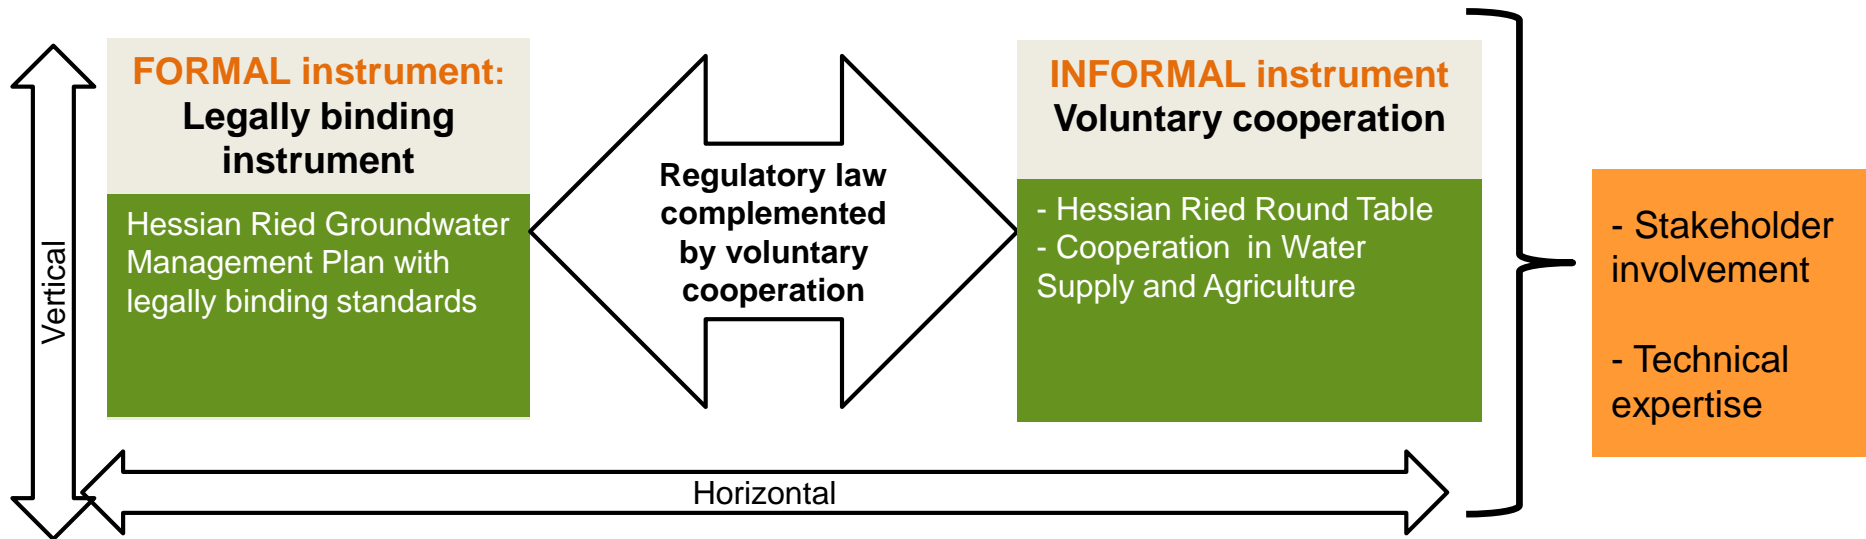 FORMAL instrument:
Legally binding
instrument
Hessian Ried Groundwater
Management Plan with
legally binding standards
Vertical
Regulatory law
complemented
by voluntary
cooperation
INFORMAL instrument
Voluntary cooperation
- Hessian Ried Round Table
- Cooperation in Water
Supply and Agriculture
- Stakeholder
involvement
- Technical
expertise
Horizontal